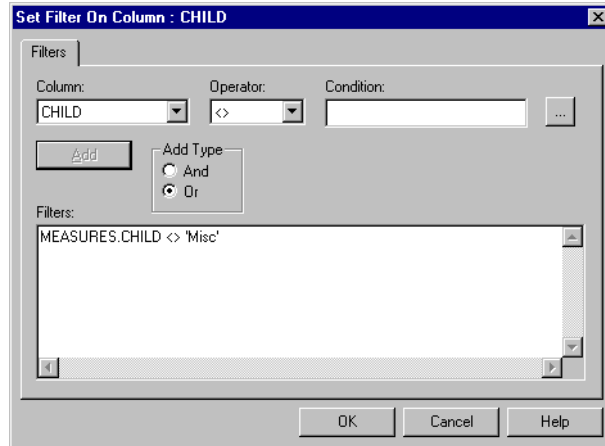 Set Filter On Column : CHILD
Filters
Column:
Operator:
Condition:
CHILD
<>
...
Add
Add Type
And
Or
Filters:
MEASURES.CHILD <> 'Misc'
OK
Cancel
Help